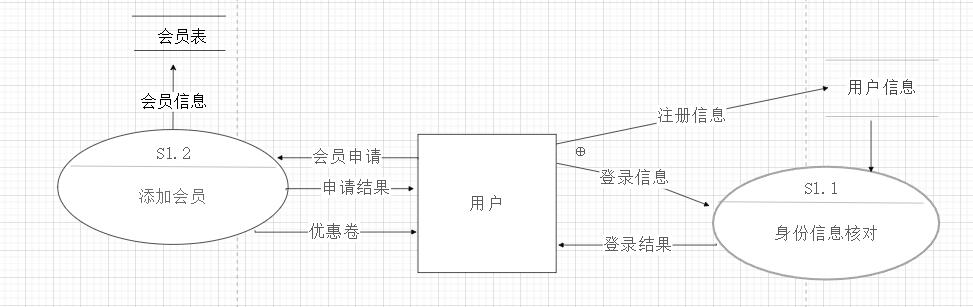 会员表
用户信息
会员信息
注册信息
S1.2
会员申请
登录信息
S1.1
申请结果
添加会员
用户
优惠卷
身份信息核对
登录结果